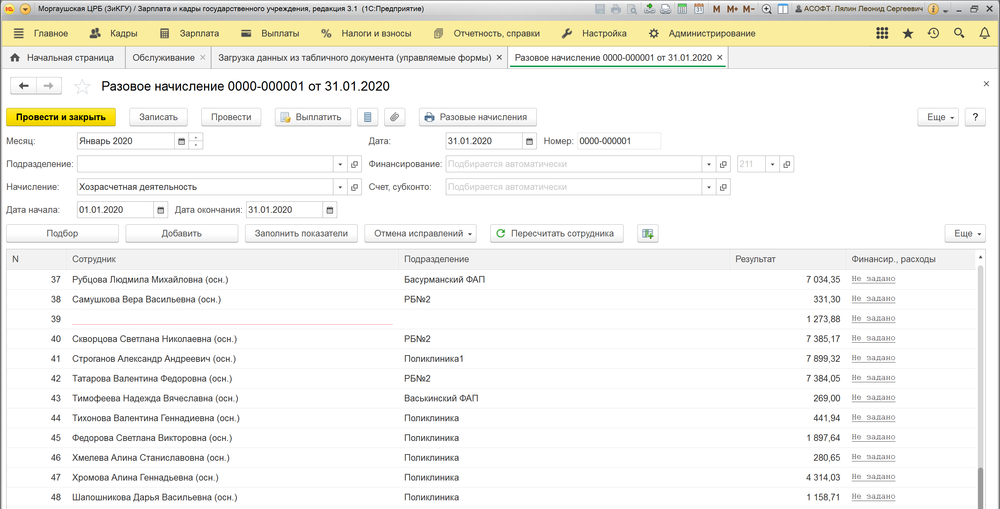 Моргаушская ЦРБ (ЗиКГУ) / Зарплата и кадры государственного учреждения, редакция 3.1 (1С:Предприятие)
31 M M+ M- АСОФТ. Лялин Леонид Сергеевич
Главное Кадры Зарплата Выплаты % Налоги и взносы Отчетность, справки Настройка Администрирование
Начальная страница Обслуживание Загрузка данных из табличного документа (управляемые формы) Разовое начисление 0000-000001 от 31.01.2020
Разовое начисление 0000-000001 от 31.01.2020
Провести и закрыть Записать Провести Выплатить Разовые начисления Еще ?
Месяц: Январь 2020 Дата: 31.01.2020 Номер: 0000-000001
Подразделение: Финансирование: Подбирается автоматически 211
Начисление: Хозрасчетная деятельность Счет, субконто: Подбирается автоматически
Дата начала: 01.01.2020 Дата окончания: 31.01.2020
Подбор Добавить Заполнить показатели Отмена исправлений Пересчитать сотрудника Еще
N Сотрудник Подразделение Результат Финансир., расходы
37 Рубцова Людмила Михайловна (осн.) Басурманский ФАП 7 034,35 Не задано
38 Самушкова Вера Васильевна (осн.) РБ№2 331,30 Не задано
39 1 273,88 Не задано
40 Скворцова Светлана Николаевна (осн.) РБ№2 7 385,17 Не задано
41 Строганов Александр Андреевич (осн.) Поликлиника1 7 899,32 Не задано
42 Татарова Валентина Федоровна (осн.) РБ№2 7 384,05 Не задано
43 Тимофеева Надежда Вячеславна (осн.) Васькинский ФАП 269,00 Не задано
44 Тихонова Валентина Геннадиевна (осн.) Поликлиника 441,94 Не задано
45 Федорова Светлана Викторовна (осн.) Поликлиника 1 897,64 Не задано
46 Хмелева Алина Станиславовна (осн.) Поликлиника 280,65 Не задано
47 Хромова Алина Геннадьевна (осн.) Поликлиника 4 314,03 Не задано
48 Шапошникова Дарья Васильевна (осн.) Поликлиника 1 158,71 Не задано